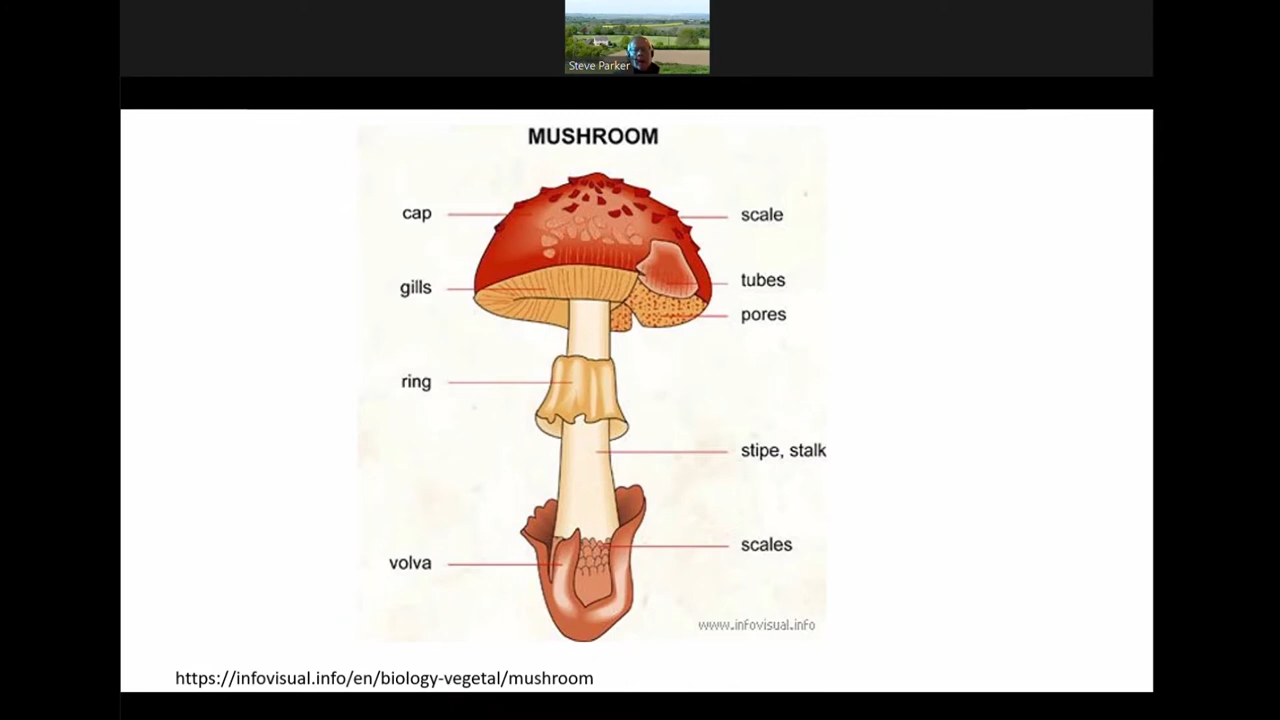 Steve Parker
MUSHROOM
cap
scale
gills
tubes
pores
ring
stipe, stalk
scales
volva
www.infovisual.info
https://infovisual.info/en/biology-vegetal/mushroom